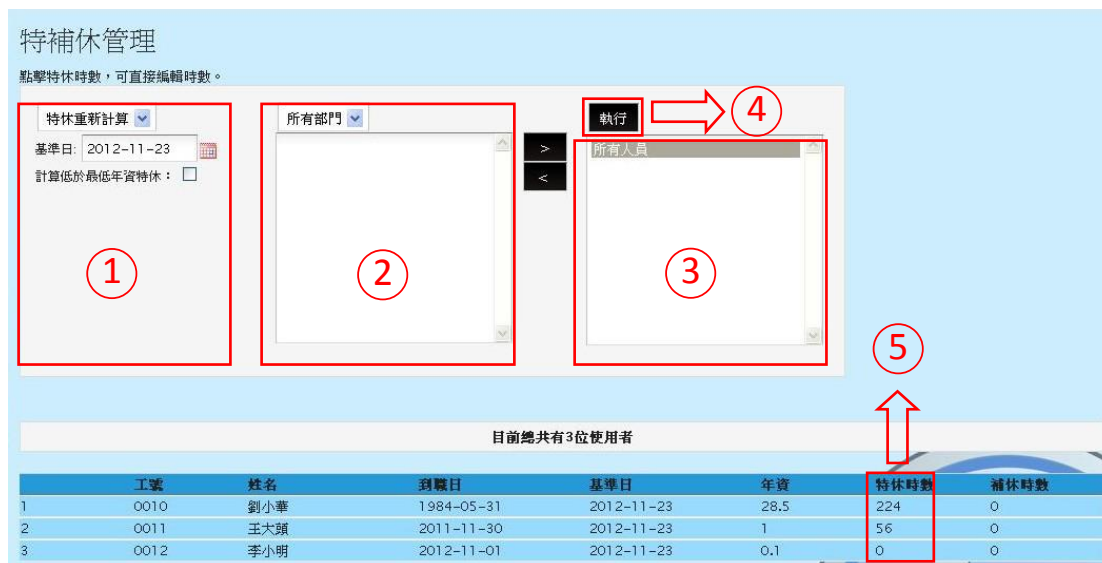 特補休管理
點擊特休時數，可直接編輯時數。
特休重新計算
所有部門
執行
④
基準日: 2012-11-23
>
所有人員
計算低於最低年資特休：
<
①
②
③
⑤
目前總共有3位使用者
工號 姓名 到職日 基準日 年資 特休時數 補休時數
1 0010 劉小華 1984-05-31 2012-11-23 28.5 224 0
2 0011 王大頭 2011-11-30 2012-11-23 1 56 0
3 0012 李小明 2012-11-01 2012-11-23 0.1 0 0